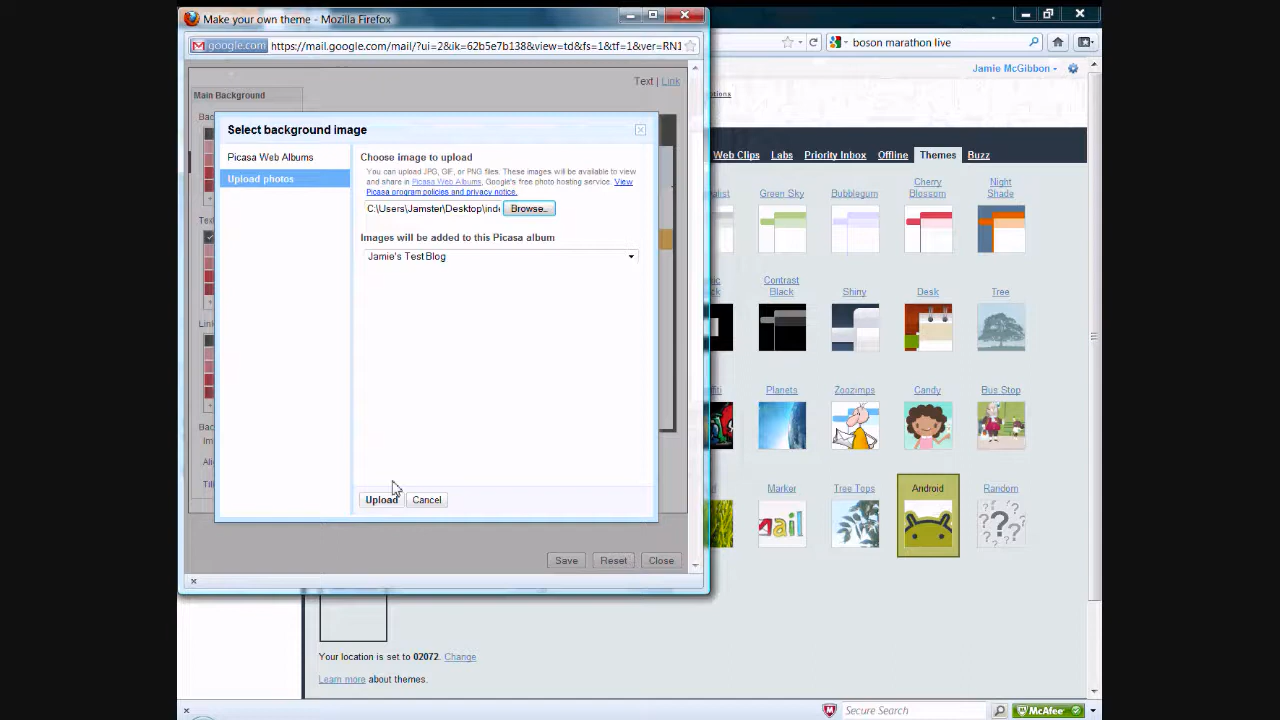 Make your own theme - Mozilla Firefox
google.com https://mail.google.com/mail/?ui=2&ik=62b5e7b138&view=td&fs=1&tf=1&ver=RN1
boson marathon live
Text | Link
Jamie McGibbon
Main Background
Select background image
Picasa Web Albums
Upload photos
Choose image to upload
You can upload JPG, GIF, or PNG files. These images will be available to view
and share in Picasa Web Albums, Google's free photo hosting service. View
Picasa program policies and privacy notice.
C:\Users\Jamster\Desktop\ind Browse..
Images will be added to this Picasa album
Jamie's Test Blog
Upload Cancel
Save Reset Close
Web Clips Labs Priority Inbox Offline Themes Buzz
Green Sky Bubblegum Cherry Blossom Night Shade
Contrast Black Shiny Desk Tree
Planets Zoozimps Candy Bus Stop
Marker Tree Tops Android Random
Your location is set to 02072. Change
Learn more about themes.
Secure Search McAfee